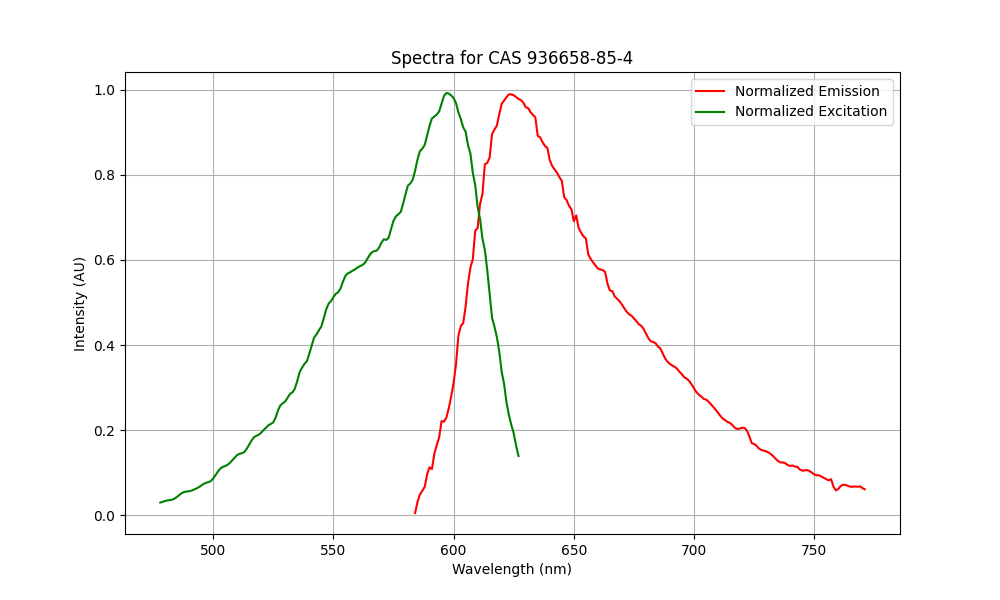 Spectra for CAS 936658-85-4
Normalized Emission
Normalized Excitation
1.0
0.8
0.6
0.4
0.2
0.0
Intensity (AU)
500 550 600 650 700 750
Wavelength (nm)